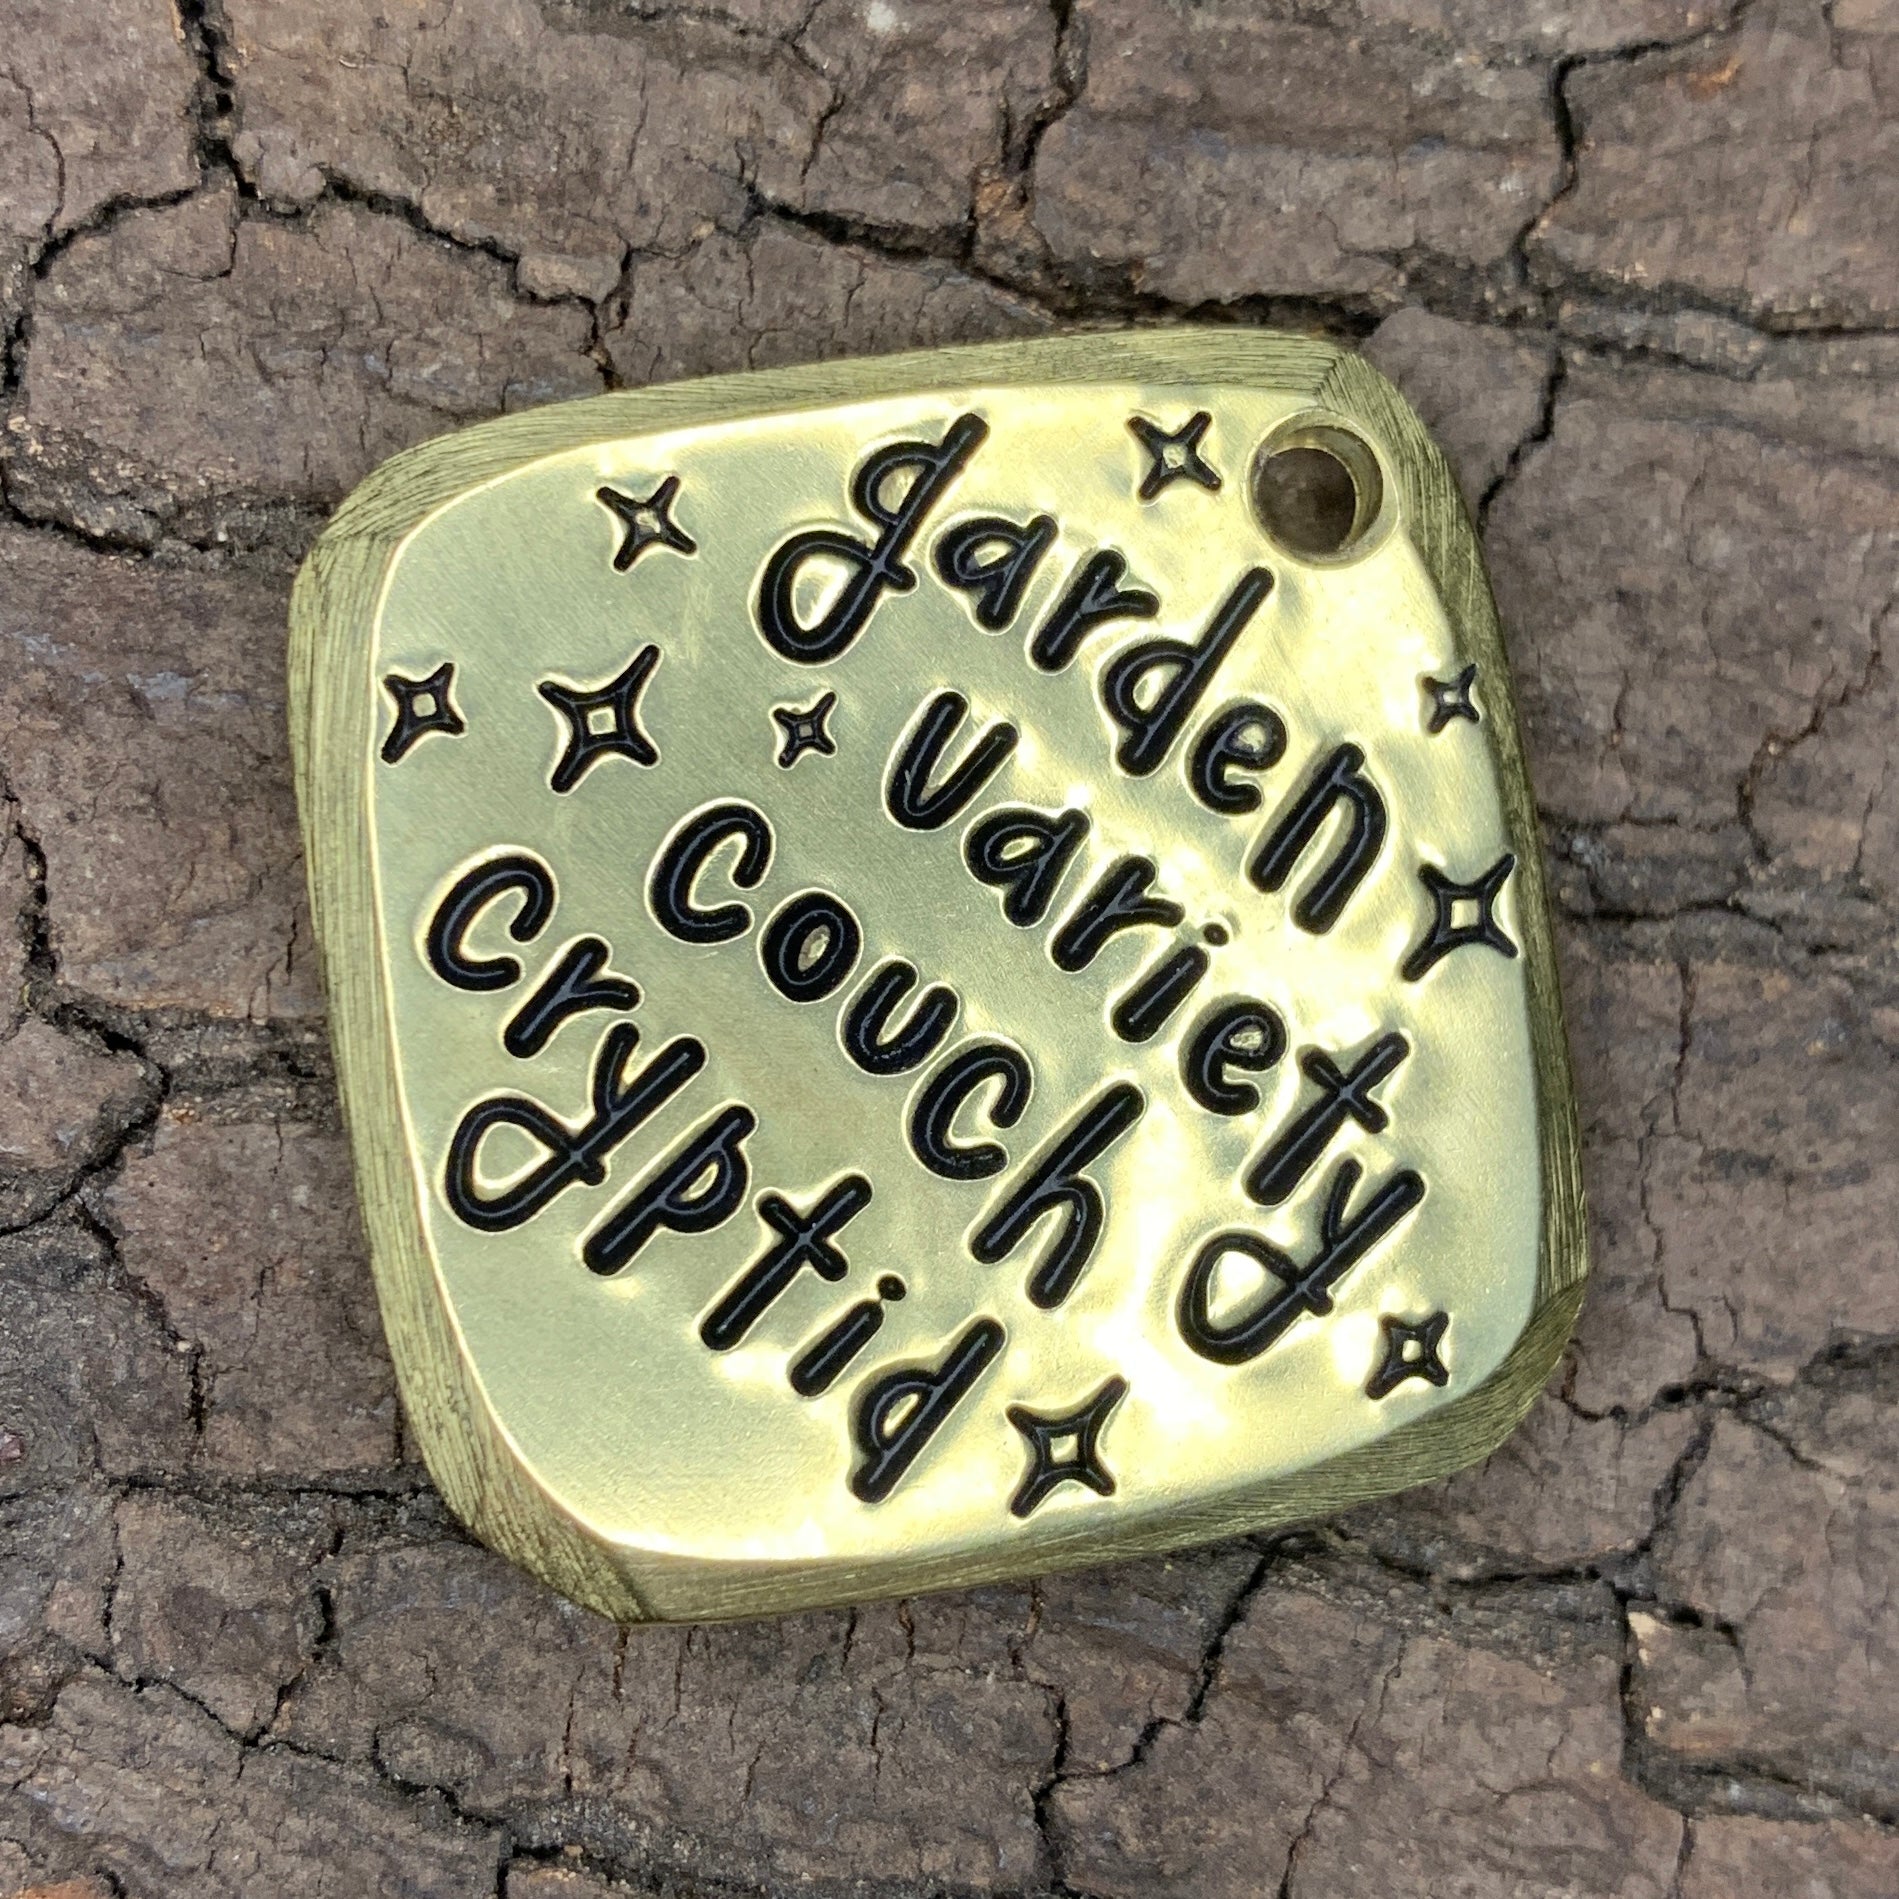 Garden
Variety
Couch
Cryptid